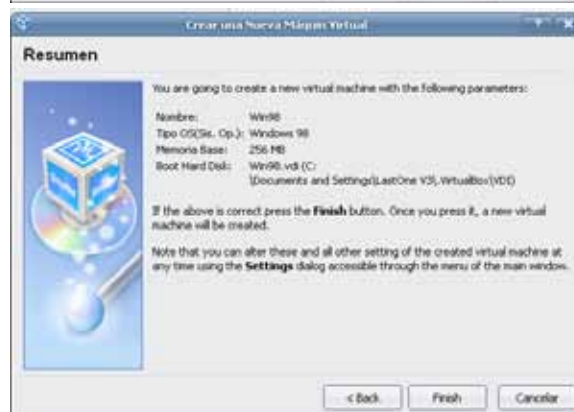 Crear una Nueva Máquina Virtual
Resumen
You are going to create a new virtual machine with the following parameters:
Nombre: Win98
Tipo OS(Sis. Op.): Windows 98
Memoria Base: 256 MB
Boot Hard Disk: Win98.vdi (C:
\Documents and Settings\LastOne V3\.VirtualBox\VDI)
If the above is correct press the Finish button. Once you press it, a new virtual
machine will be created.
Note that you can alter these and all other setting of the created virtual machine at
any time using the Settings dialog accessible through the menu of the main window.
< Back Finish Cancelar